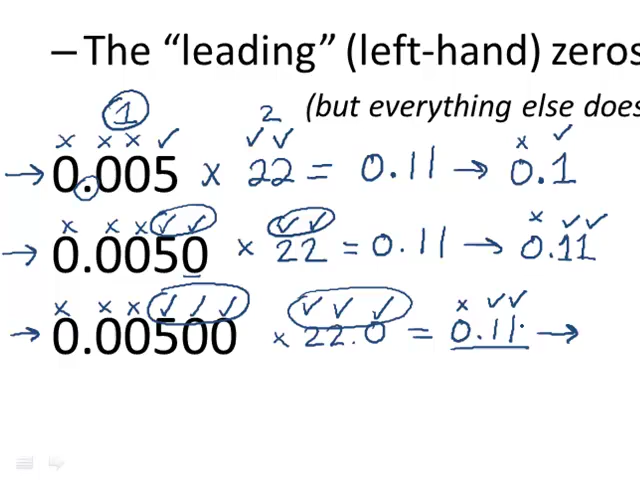 – The “leading” (left-hand) zeros
(but everything else does
1 2
x x x ✓ ✓✓ x ✓
→ 0.005 x 22 = 0.11 → 0.1
x x x ✓✓ ✓✓ x ✓✓
→ 0.0050 x 22 = 0.11 → 0.11
x x x ✓✓✓ ✓✓✓ x ✓✓
→ 0.00500 x 22.0 = 0.11 →